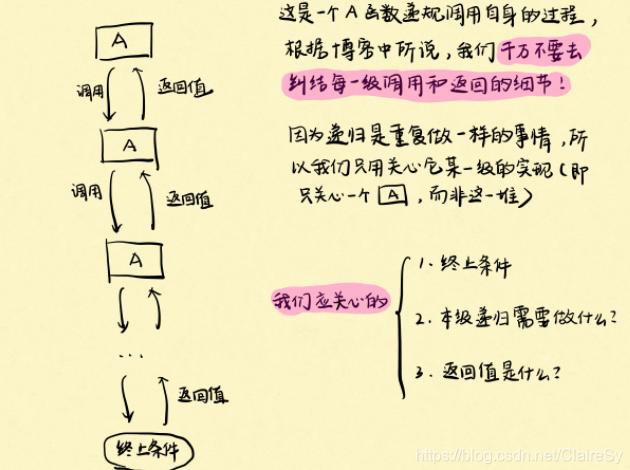 A
调用
返回值
A
调用
返回值
A
...
返回值
终止条件
这是一个A函数递规调用自身的过程，
根据博客中所说，我们千万不要去
纠结每一级调用和返回的细节！
因为递归是重复做一样的事情，所
以我们只用关心它某一级的实现（即
只关心一个 A ，而非这一堆）
我们应关心的
1. 终止条件
2. 本级递归需要做什么？
3. 返回值是什么？
https://blog.csdn.net/ClaireSy